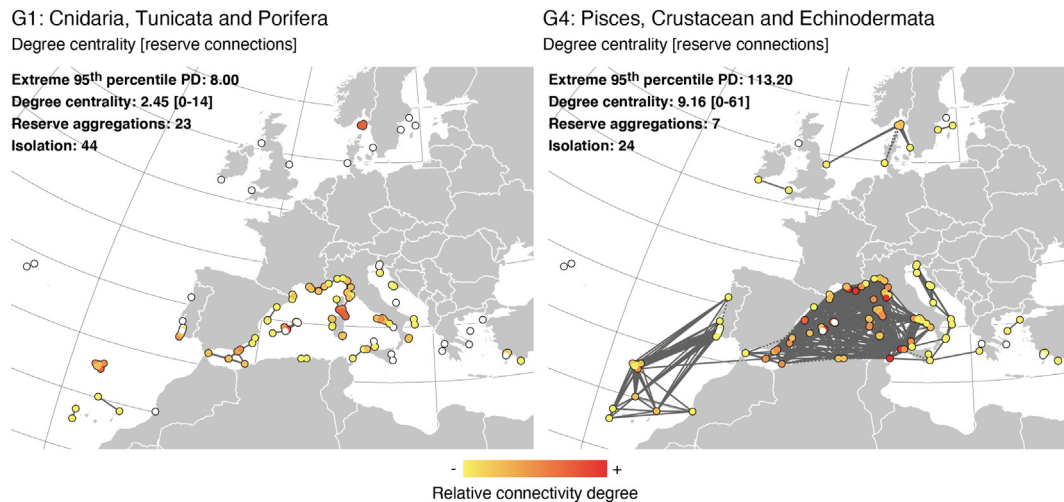 G1: Cnidaria, Tunicata and Porifera
Degree centrality [reserve connections]
Extreme 95th percentile PD: 8.00
Degree centrality: 2.45 [0-14]
Reserve aggregations: 23
Isolation: 44
G4: Pisces, Crustacean and Echinodermata
Degree centrality [reserve connections]
Extreme 95th percentile PD: 113.20
Degree centrality: 9.16 [0-61]
Reserve aggregations: 7
Isolation: 24
- +
Relative connectivity degree